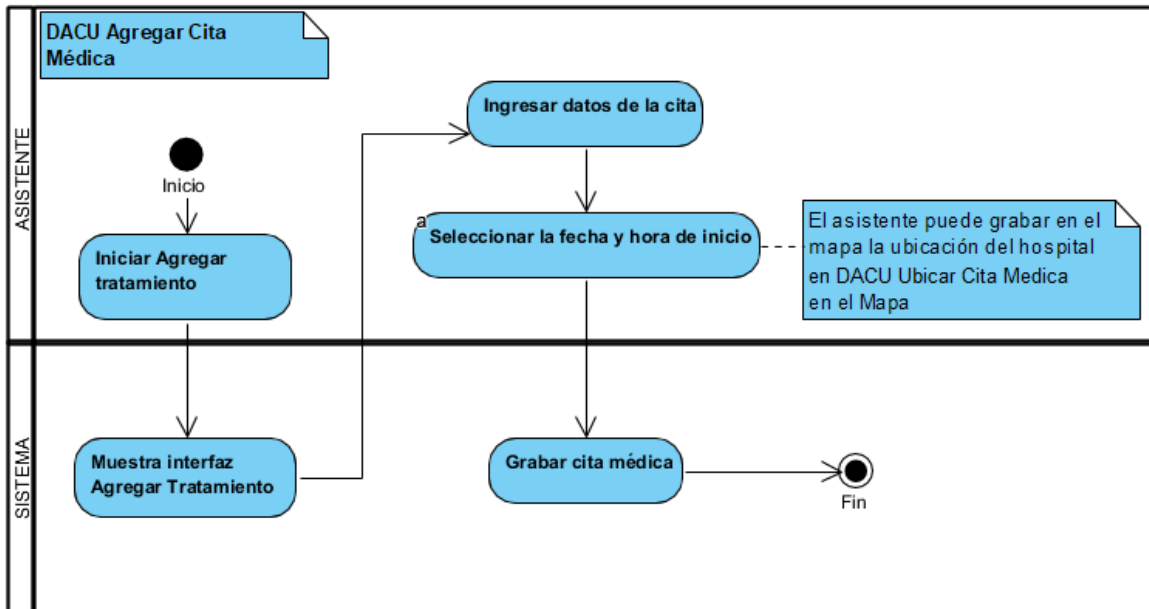 DACU Agregar Cita
Médica
ASISTENTE
Inicio
Iniciar Agregar
tratamiento
Ingresar datos de la cita
a
Seleccionar la fecha y hora de inicio
El asistente puede grabar en el
mapa la ubicación del hospital
en DACU Ubicar Cita Medica
en el Mapa
SISTEMA
Muestra interfaz
Agregar Tratamiento
Grabar cita médica
Fin